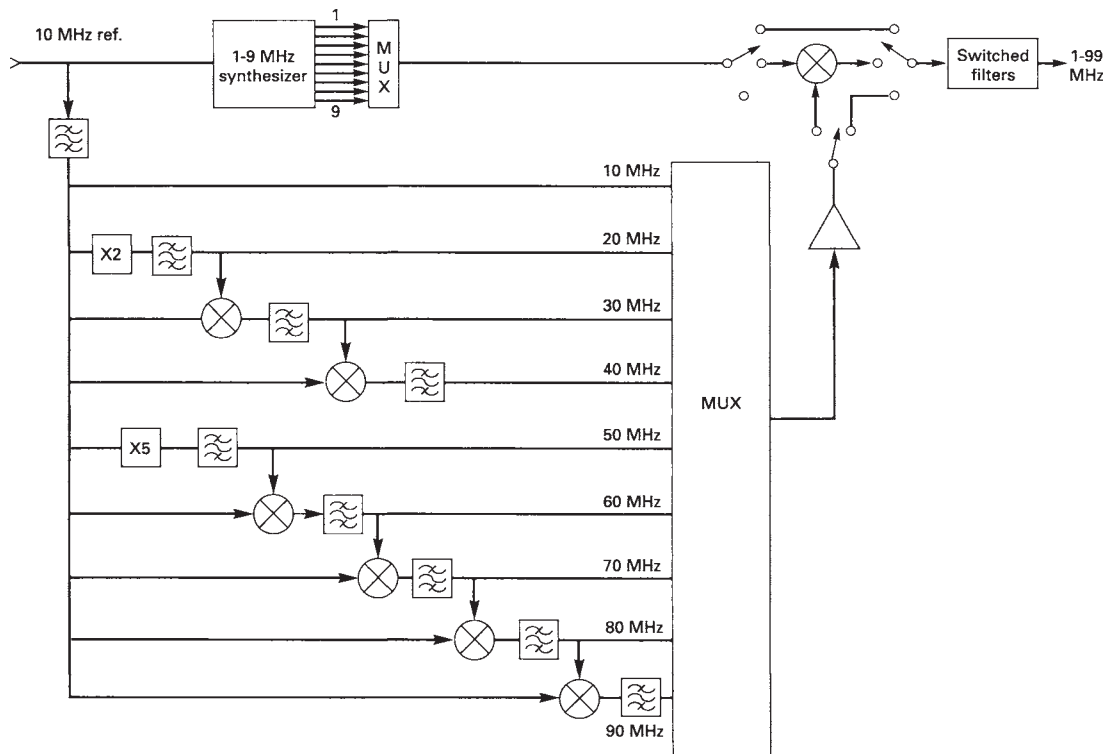 10 MHz ref.
1-9 MHz
synthesizer
1
9
M
U
X
Switched
filters
1-99
MHz
10 MHz
X2
20 MHz
30 MHz
40 MHz
X5
50 MHz
60 MHz
70 MHz
80 MHz
90 MHz
MUX